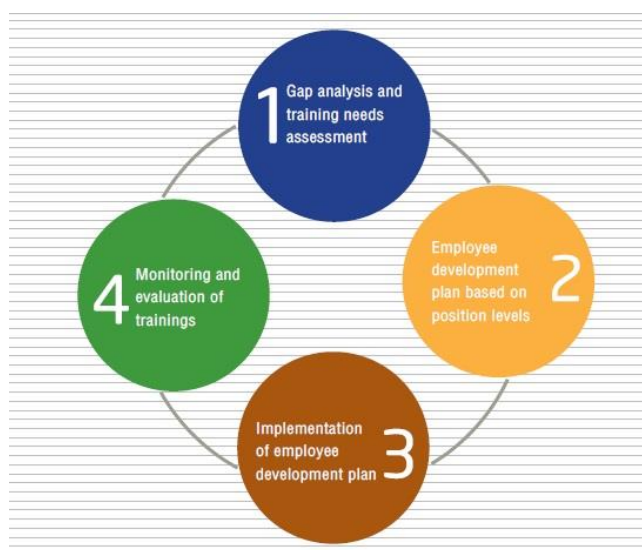 1
Gap analysis and
training needs
assessment
2
Employee
development
plan based on
position levels
3
Implementation
of employee
development plan
4
Monitoring and
evaluation of
trainings